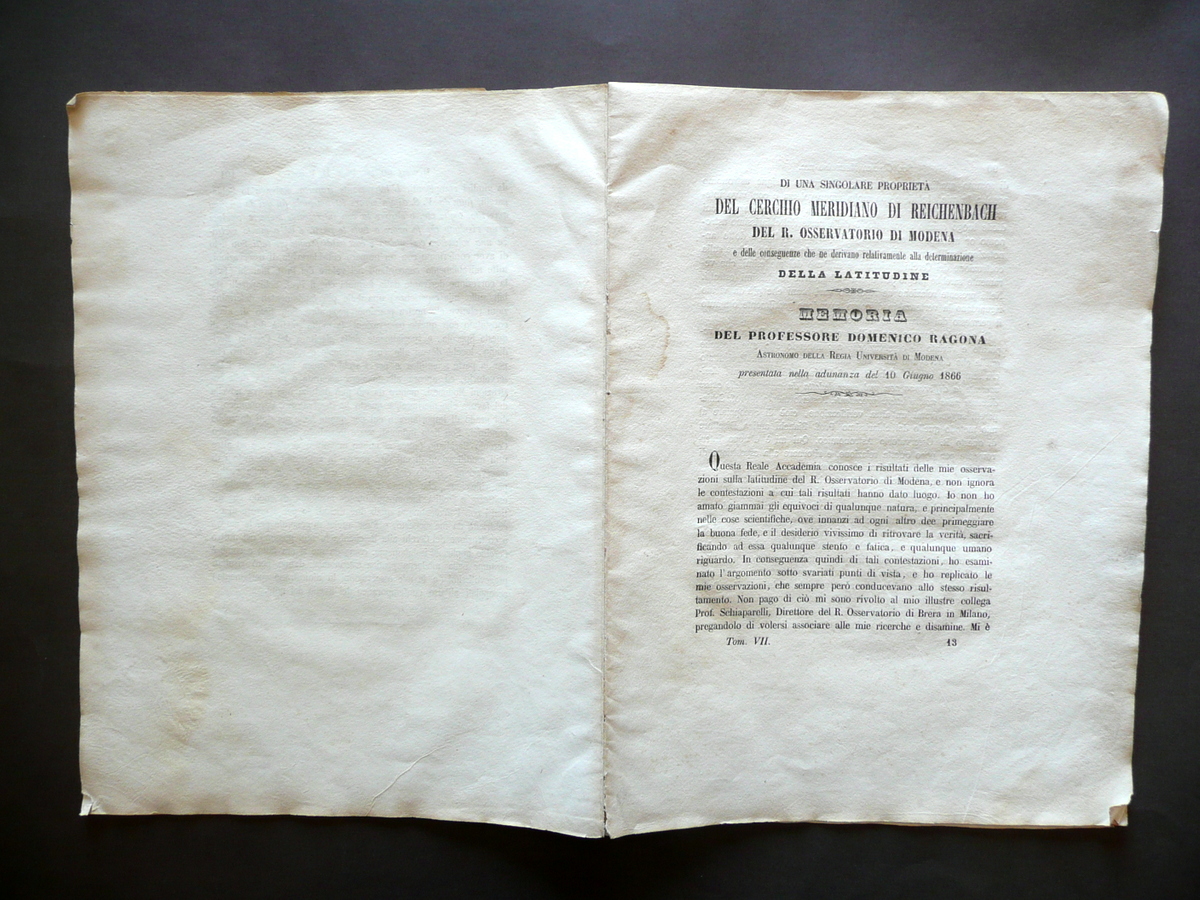 DI UNA SINGOLARE PROPRIETÀ
DEL CERCHIO MERIDIANO DI REICHENBACH
DEL R. OSSERVATORIO DI MODENA
e delle conseguenze che ne derivano relativamente alla determinazione
DELLA LATITUDINE
MEMORIA
DEL PROFESSORE DOMENICO RAGONA
ASTRONOMO DELLA REGIA UNIVERSITÀ DI MODENA
presentata nella adunanza del 10 Giugno 1866
Questa Reale Accademia conosce i risultati delle mie osserva-
zioni sulla latitudine del R. Osservatorio di Modena, e non ignora
le contestazioni a cui tali risultati hanno dato luogo. Io non ho
amato giammai gli equivoci di qualunque natura, e principalmente
nelle cose scientifiche, ove innanzi ad ogni altro dee primeggiare
la buona fede, e il desiderio vivissimo di ritrovare la verità, sacri-
ficando ad essa qualunque stento e fatica, e qualunque umano
riguardo. In conseguenza quindi di tali contestazioni, ho esami-
nato l'argomento sotto svariati punti di vista, e ho replicato le
mie osservazioni, che sempre però conducevano allo stesso risul-
tamento. Non pago di ciò mi sono rivolto al mio illustre collega
Prof. Schiaparelli, Direttore del R. Osservatorio di Brera in Milano,
pregandolo di volersi associare alle mie ricerche e disamine. Mi è
Tom. VII. 13